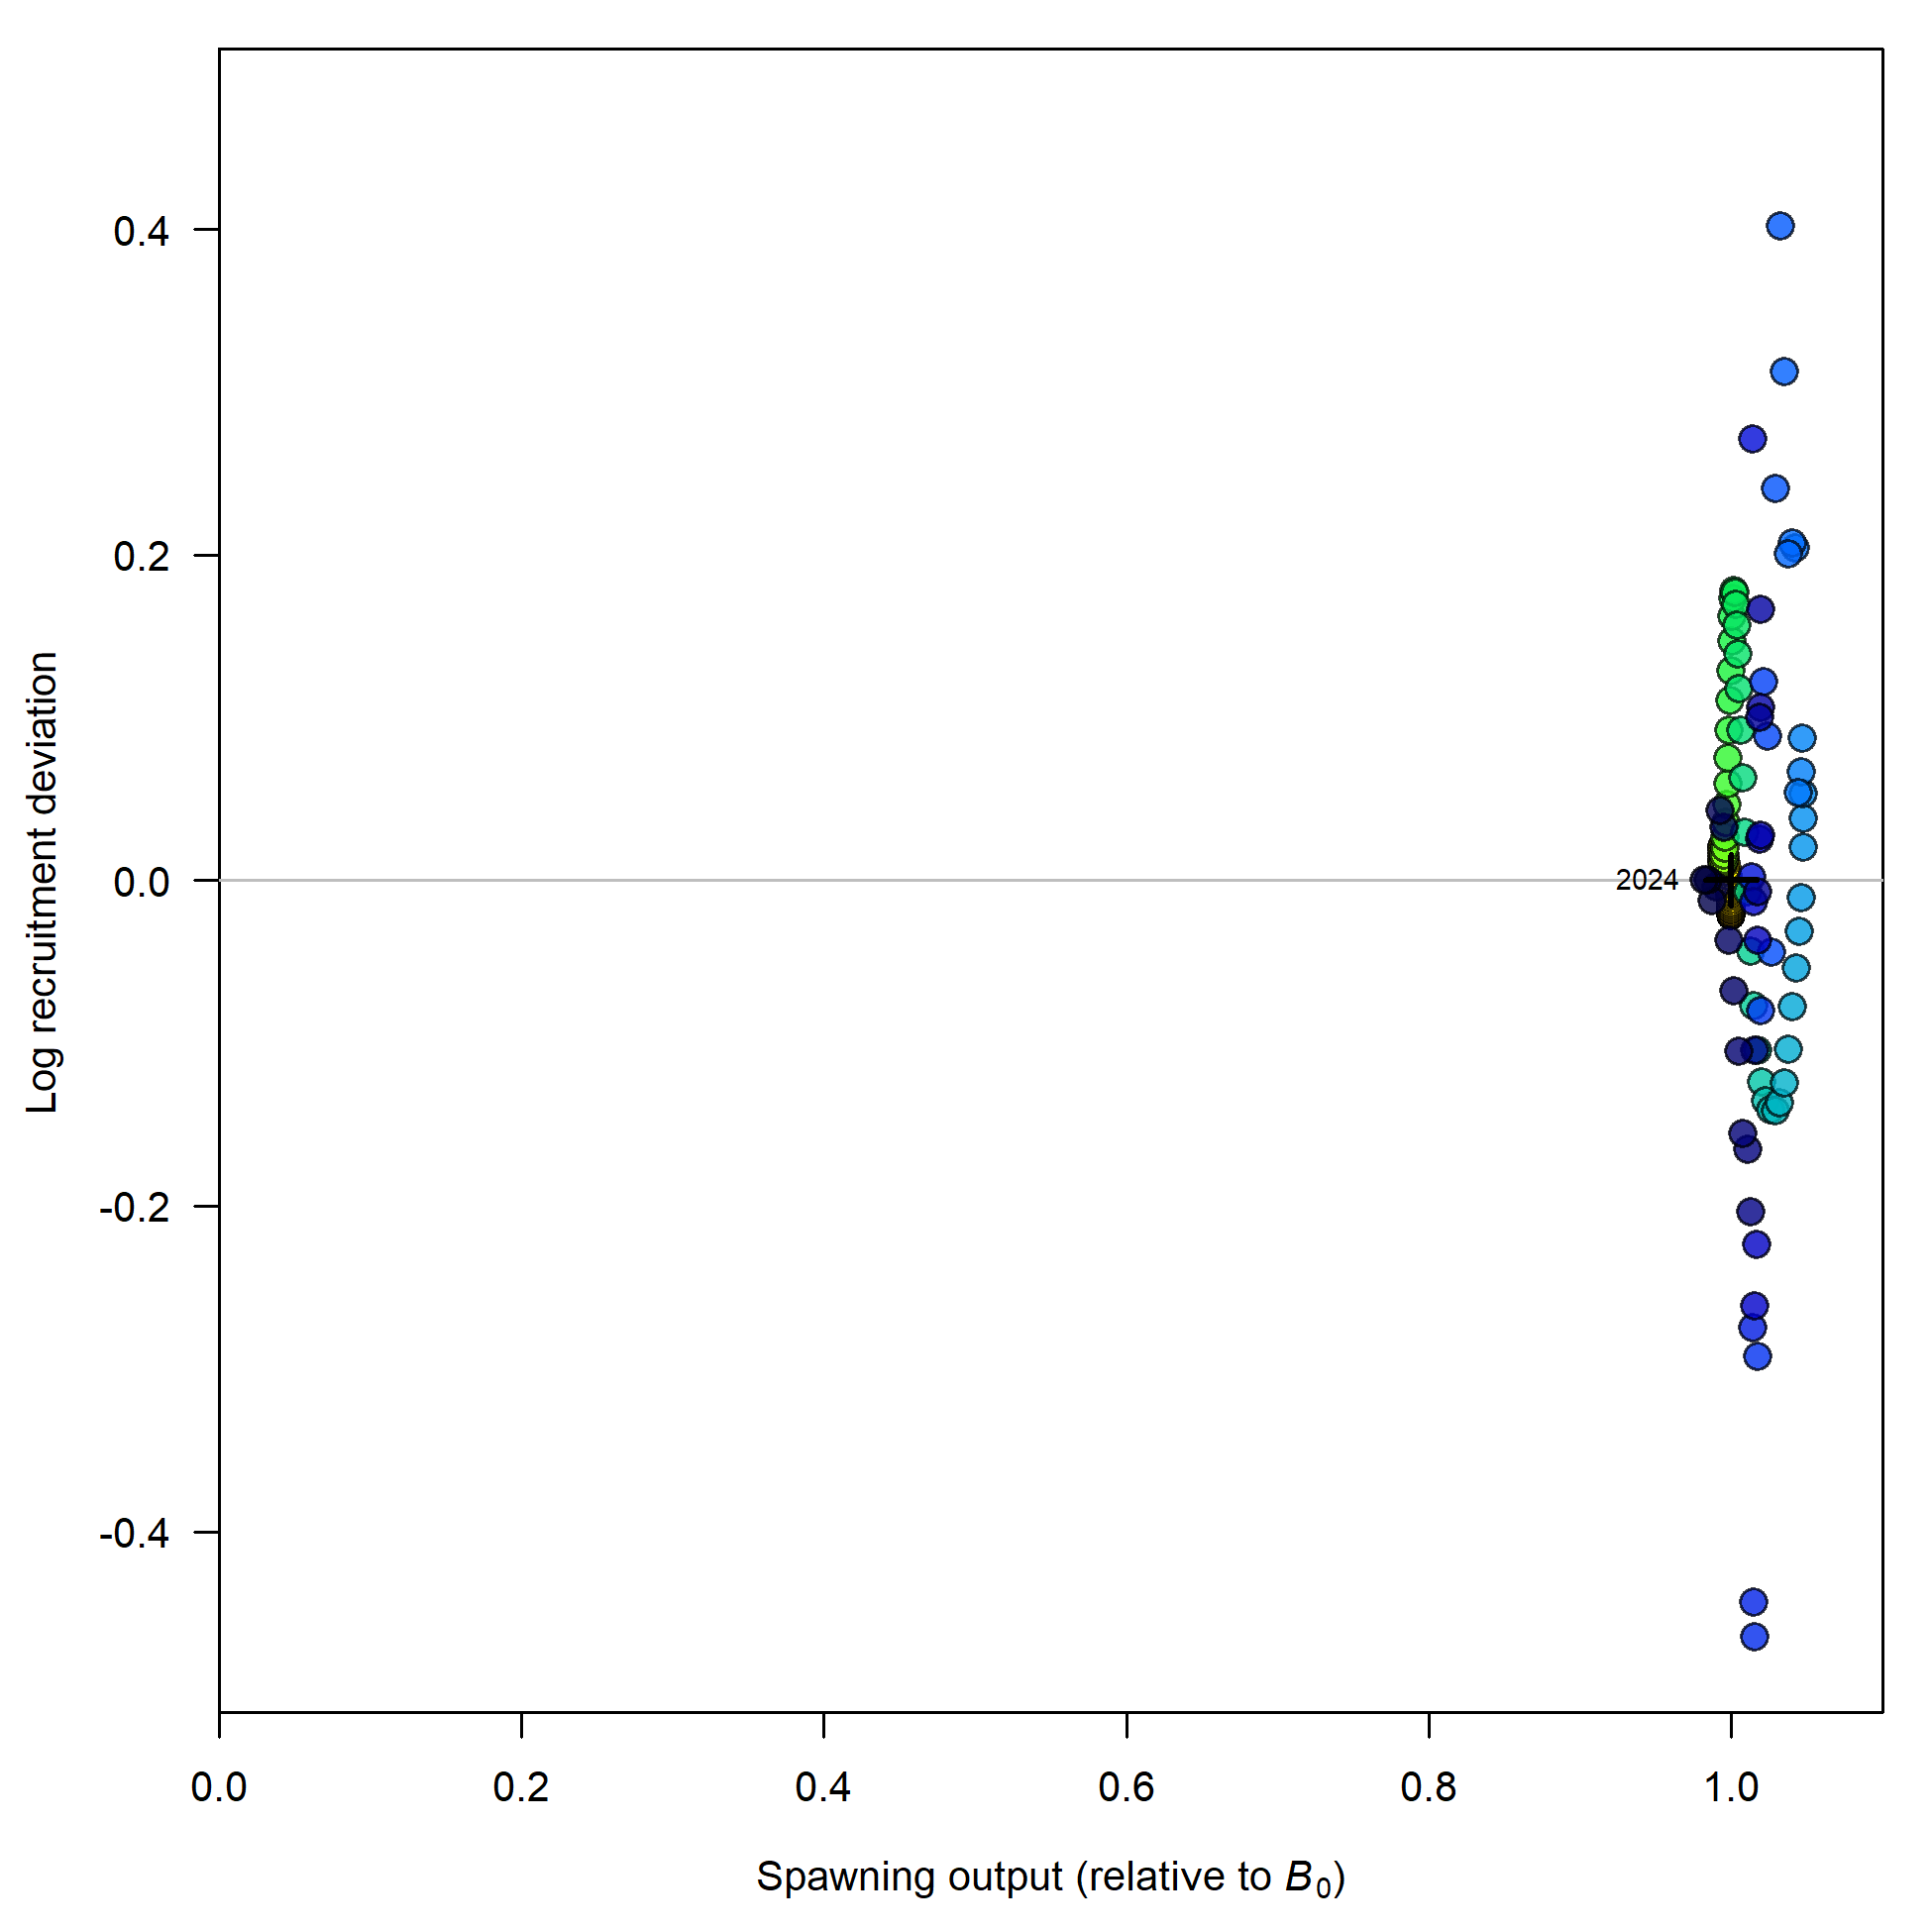 Log recruitment deviation
0.4
0.2
0.0
-0.2
-0.4
2024
0.0 0.2 0.4 0.6 0.8 1.0
Spawning output (relative to B₀)